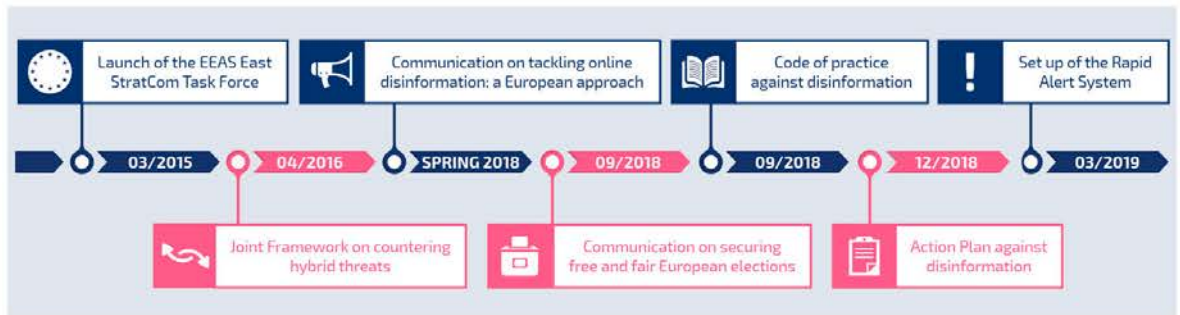 Launch of the EEAS East
StratCom Task Force
Communication on tackling online
disinformation: a European approach
Code of practice
against disinformation
Set up of the Rapid
Alert System
03/2015
04/2016
SPRING 2018
09/2018
09/2018
12/2018
03/2019
Joint Framework on countering
hybrid threats
Communication on securing
free and fair European elections
Action Plan against
disinformation